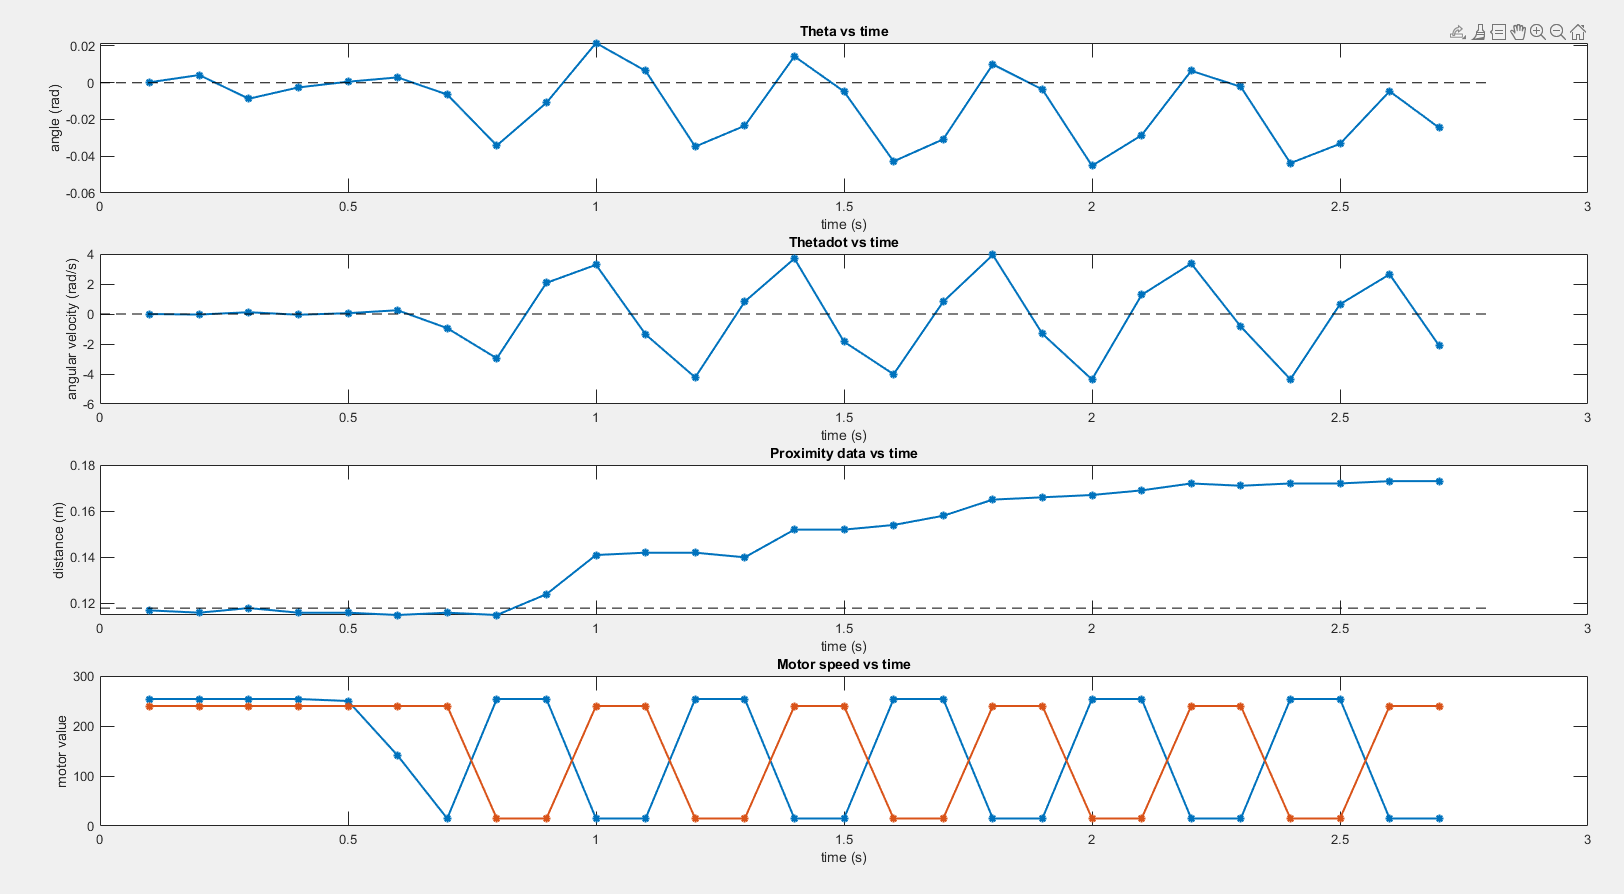 Theta vs time
0.02
0
-0.02
-0.04
-0.06
angle (rad)
0 0.5 1 1.5 2 2.5 3
time (s)
Thetadot vs time
4
2
0
-2
-4
-6
angular velocity (rad/s)
0 0.5 1 1.5 2 2.5 3
time (s)
Proximity data vs time
0.18
0.16
0.14
0.12
distance (m)
0 0.5 1 1.5 2 2.5 3
time (s)
Motor speed vs time
300
200
100
0
motor value
0 0.5 1 1.5 2 2.5 3
time (s)